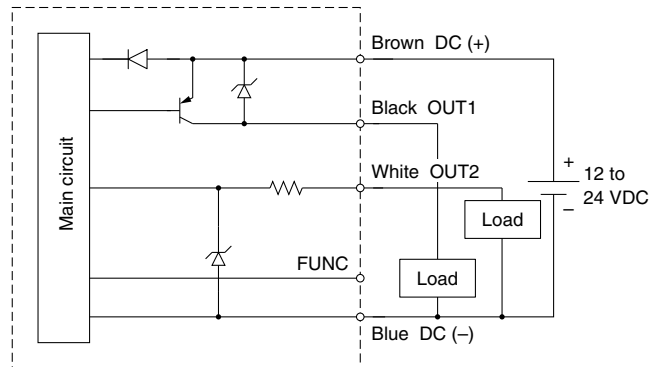 Main circuit
Brown DC (+)
Black OUT1
White OUT2
FUNC
Blue DC (–)
Load
Load
+
12 to
–
24 VDC